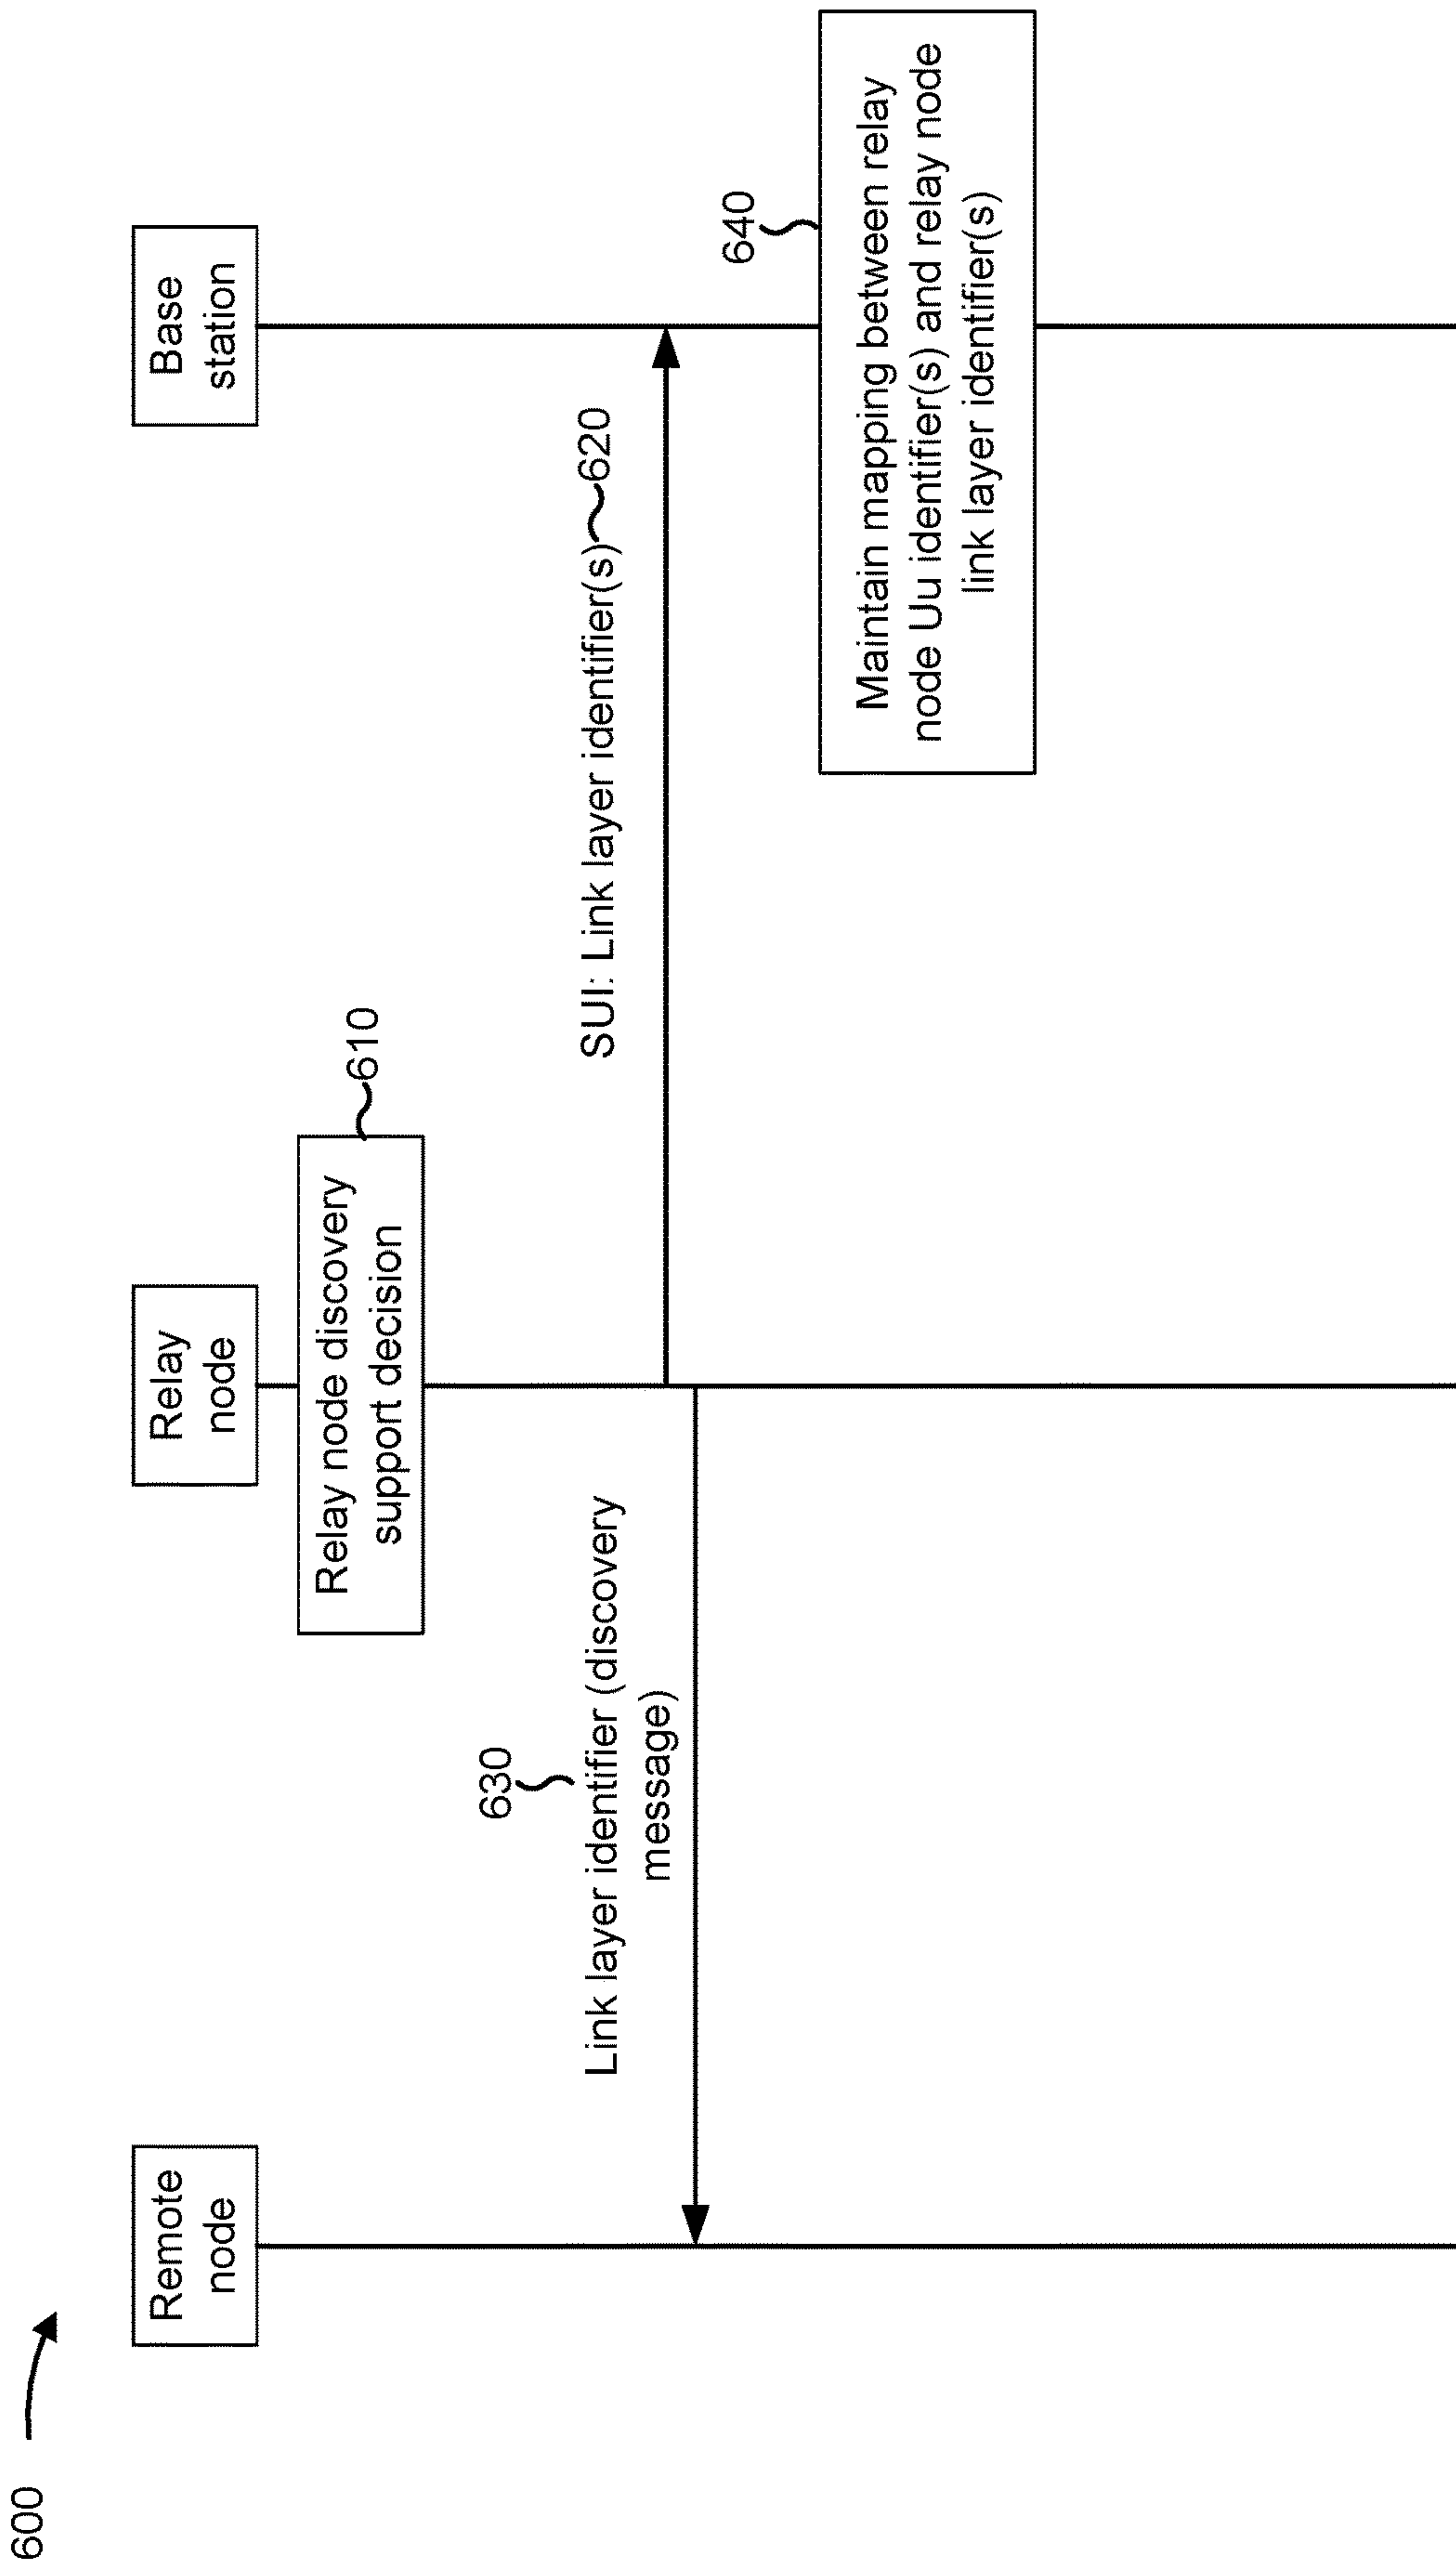 600
Remote
node
Relay
node
Base
station
Relay node discovery
support decision
610
SUI: Link layer identifier(s)
620
630
Link layer identifier (discovery
message)
640
Maintain mapping between relay
node Uu identifier(s) and relay node
link layer identifier(s)